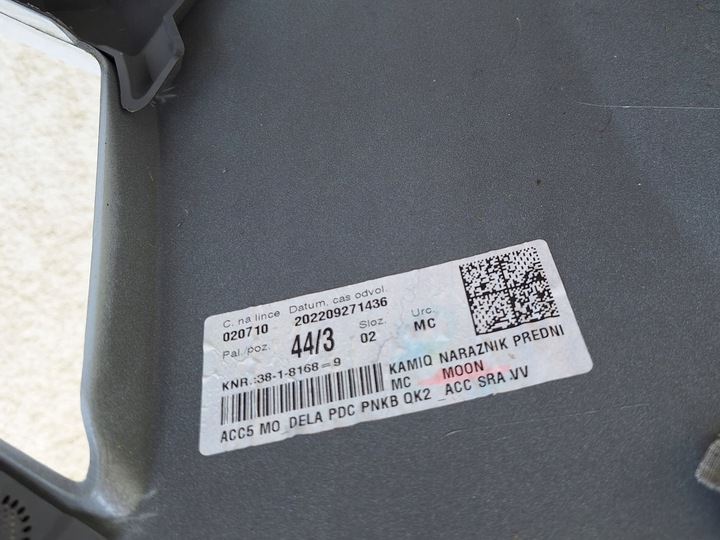 C. na lince Datum, cas odvol.
020710 202209271436
Pal./poz. 44/3 Sloz. 02 Urc. MC
KNR.:38-1-8168=9 KAMIQ NARAZNIK PREDNI
MC MOON
ACC5 MO DELA PDC PNKB QK2 _ACC SRA VV